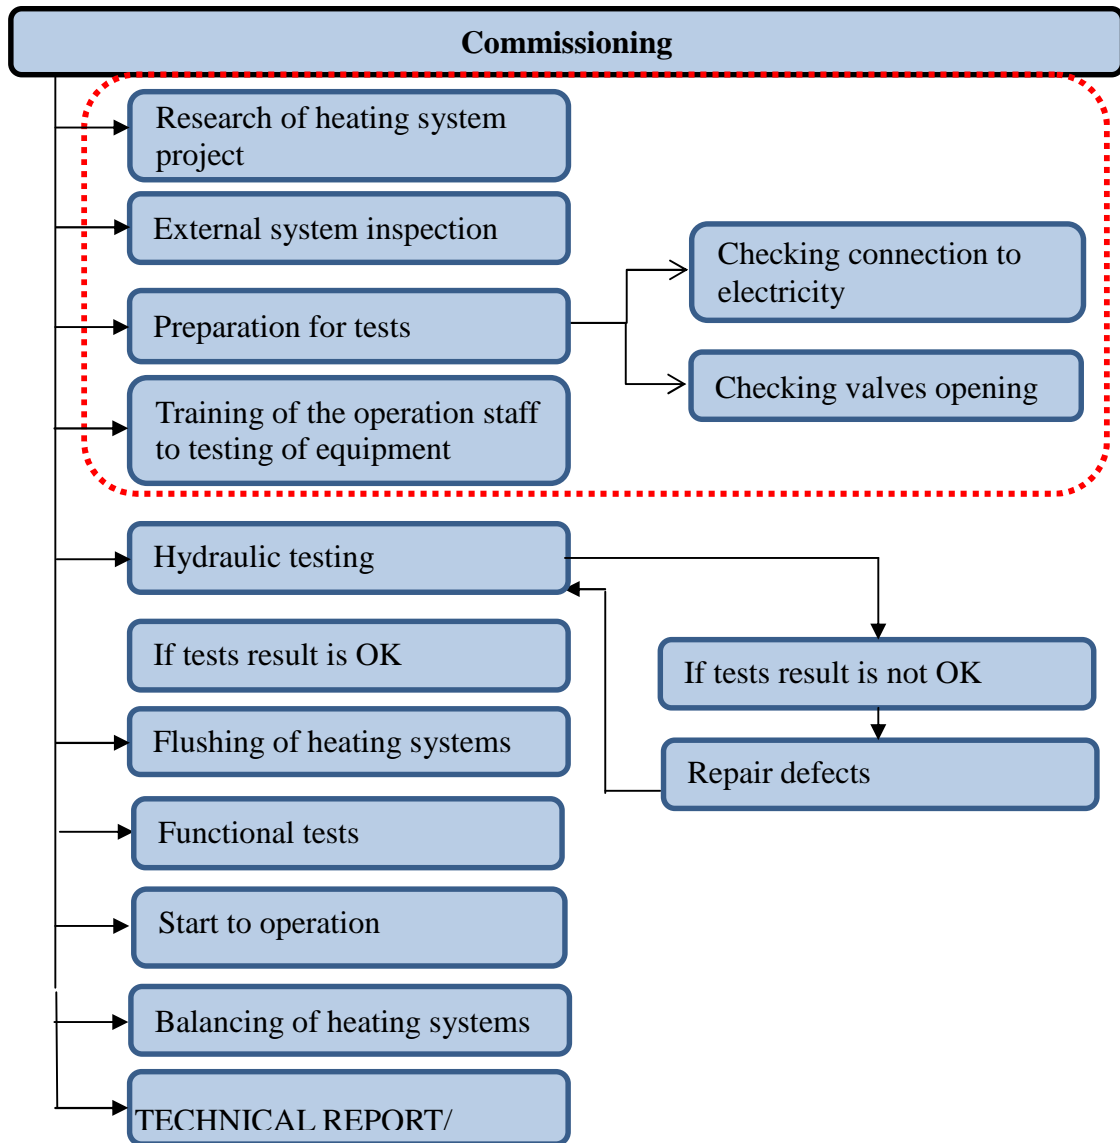 Commissioning
Research of heating system
project
External system inspection
Checking connection to
electricity
Preparation for tests
Checking valves opening
Training of the operation staff
to testing of equipment
Hydraulic testing
If tests result is OK
If tests result is not OK
Flushing of heating systems
Repair defects
Functional tests
Start to operation
Balancing of heating systems
TECHNICAL REPORT/